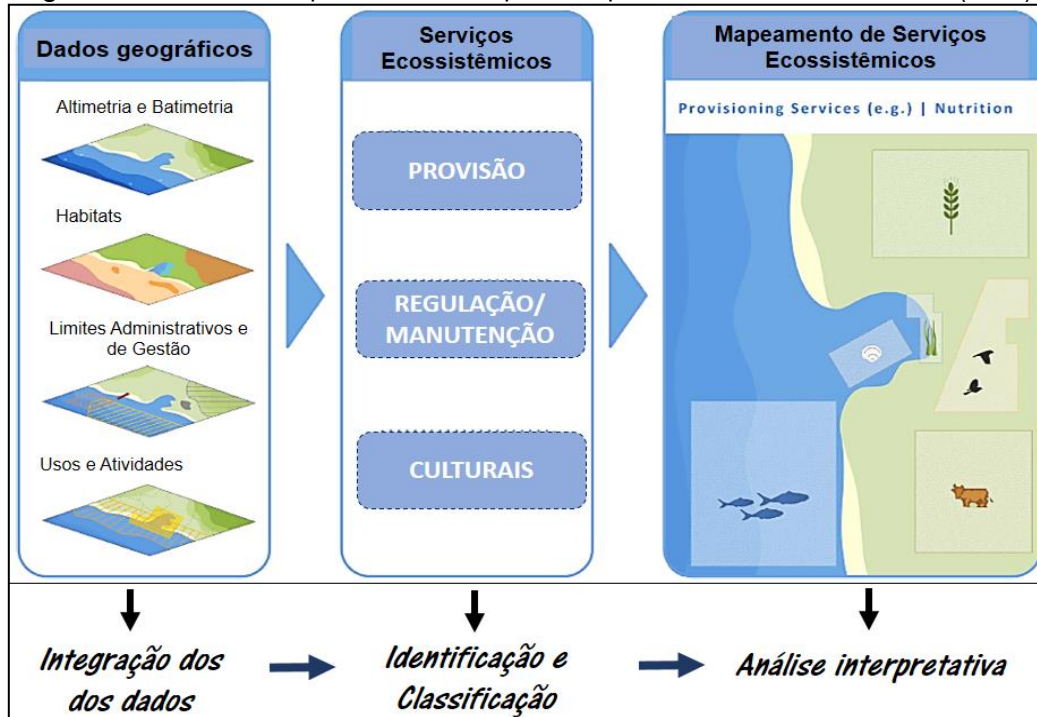 Dados geográficos
Altimetria e Batimetria
Habitats
Limites Administrativos e
de Gestão
Usos e Atividades
Serviços
Ecossistêmicos
PROVISÃO
REGULAÇÃO/
MANUTENÇÃO
CULTURAIS
Mapeamento de Serviços
Ecossistêmicos
Provisioning Services (e.g.) | Nutrition
Integração dos
dos dados
Identificação e
Classificação
Análise interpretativa